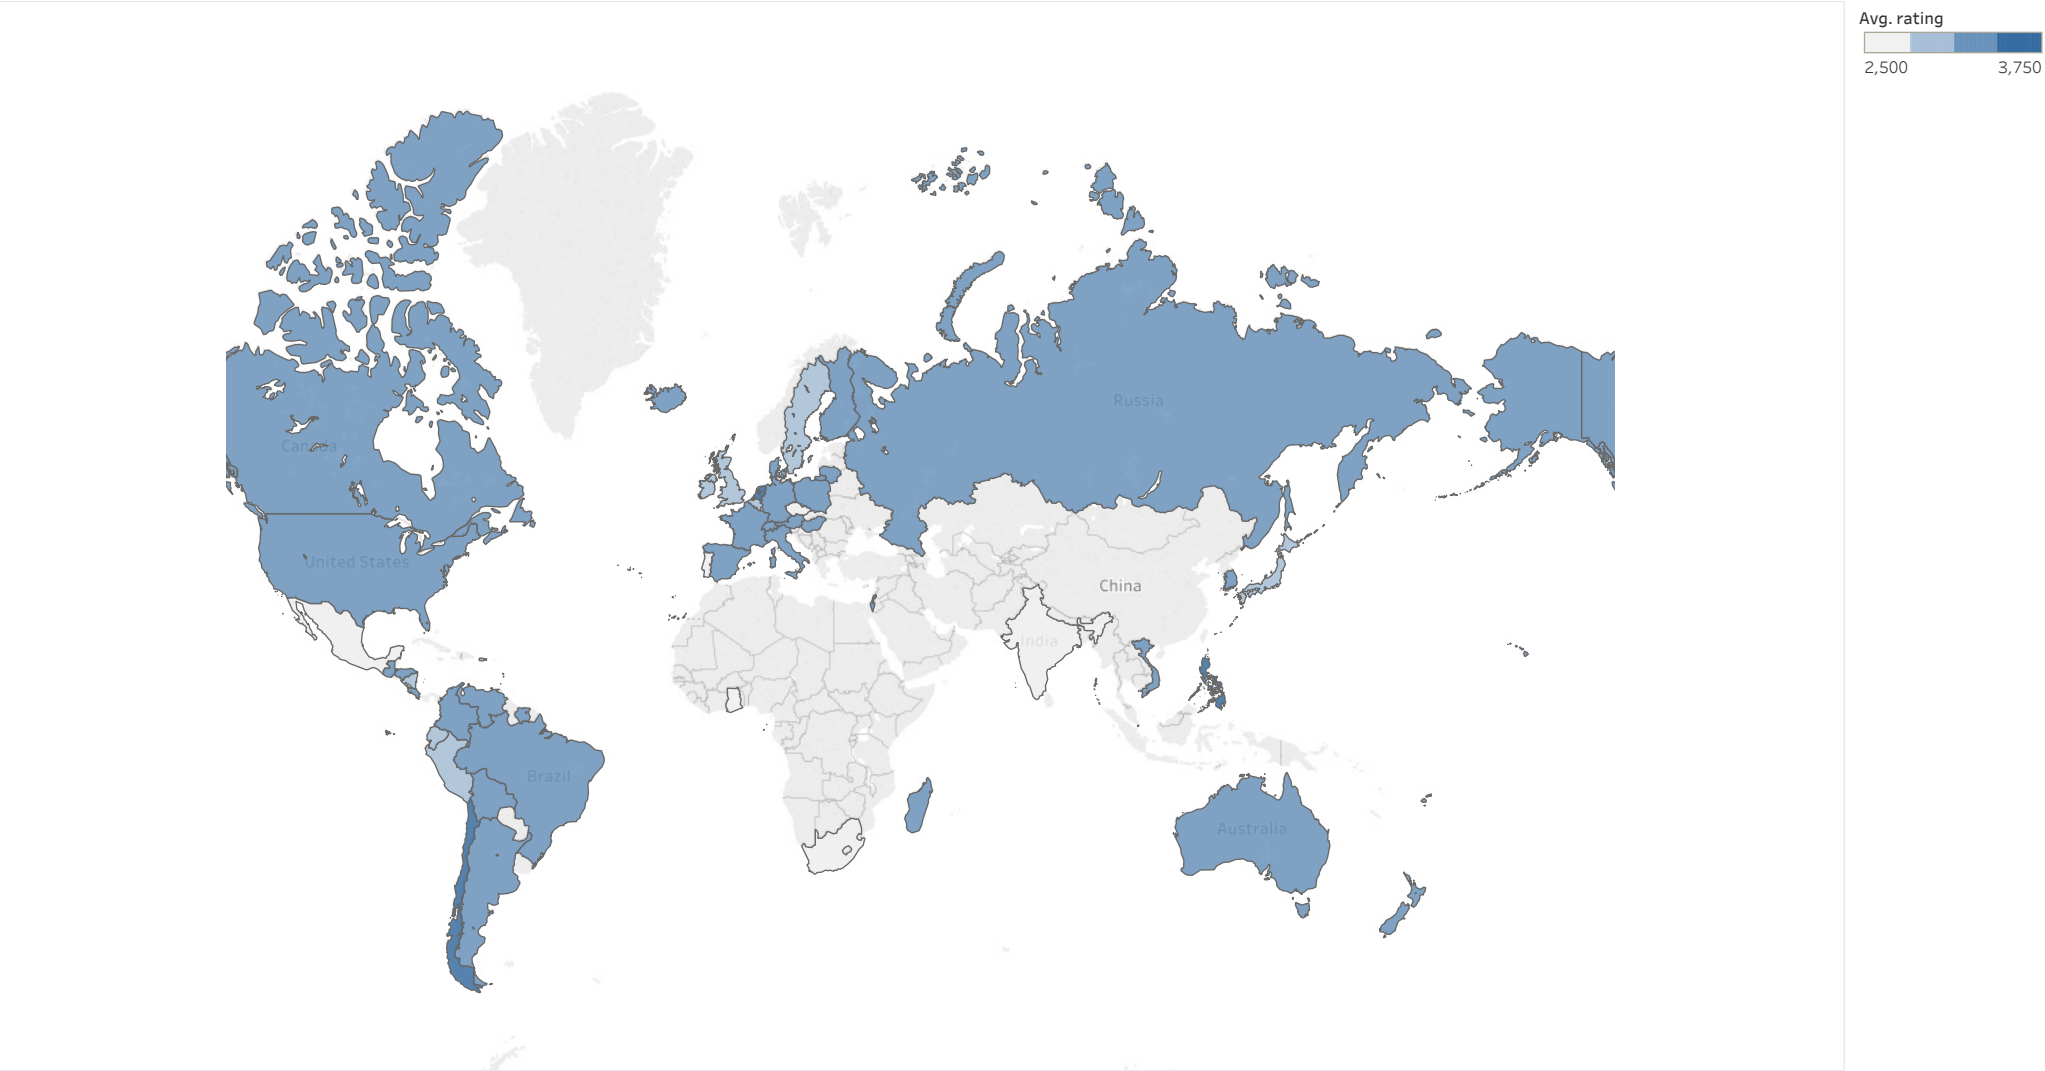 Avg. rating
2,500 3,750
Russia
Canada
United States
China
India
Brazil
Australia